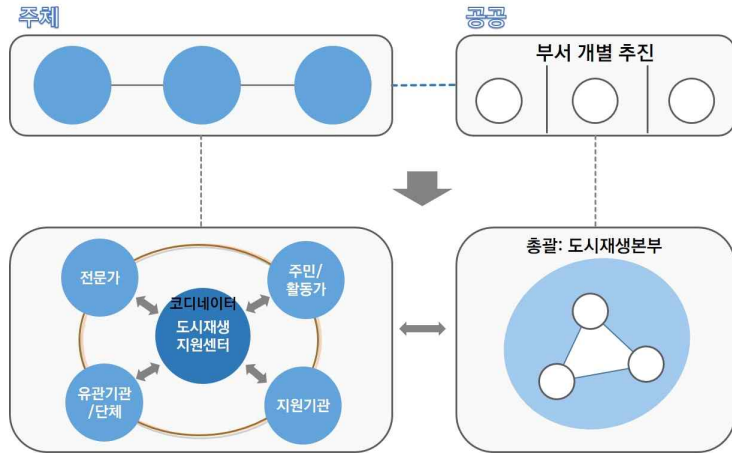 주체
공공
부서 개별 추진
전문가
주민/
활동가
코디네이터
도시재생
지원센터
유관기관
/단체
지원기관
총괄: 도시재생본부